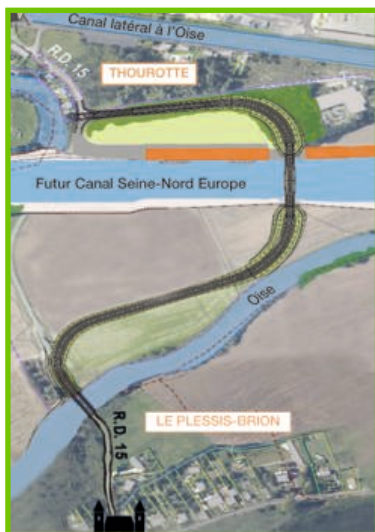 Canal latéral à l'Oise
R.D. 15
THOUROTTE
Futur Canal Seine-Nord Europe
Oise
LE PLESSIS-BRION
R.D. 15